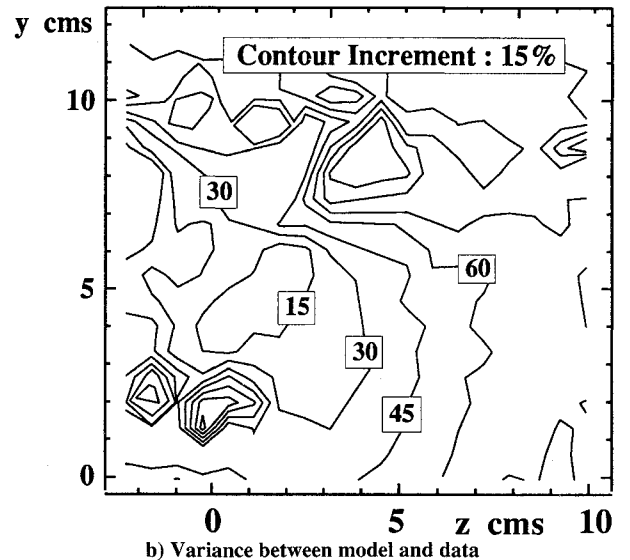 y cms
Contour Increment : 15%
10
30
60
5
15
30
45
0
0 5 z cms 10
b) Variance between model and data